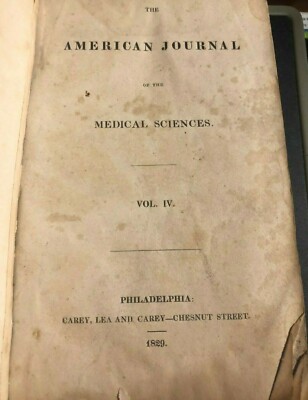 THE
AMERICAN JOURNAL
OF THE
MEDICAL SCIENCES.
VOL. IV.
PHILADELPHIA:
CAREY, LEA AND CAREY—CHESNUT STREET.
1829.